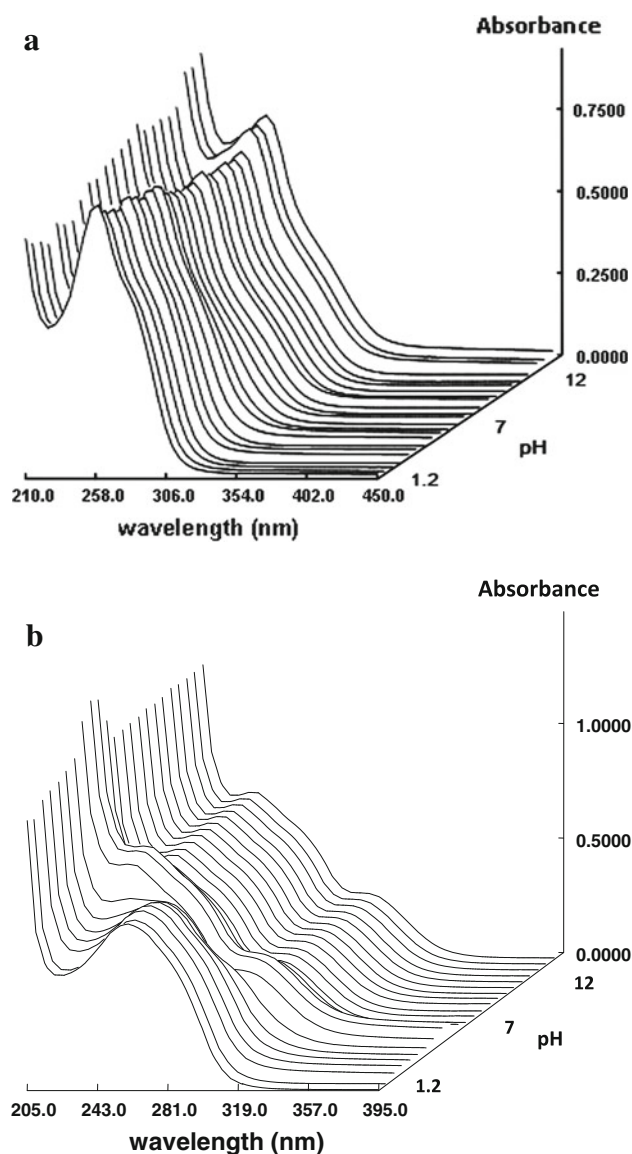 a
Absorbance
0.7500
0.5000
0.2500
0.0000
12
7
pH
1.2
210.0 258.0 306.0 354.0 402.0 450.0
wavelength (nm)
b
Absorbance
1.0000
0.5000
0.0000
12
7
pH
1.2
205.0 243.0 281.0 319.0 357.0 395.0
wavelength (nm)